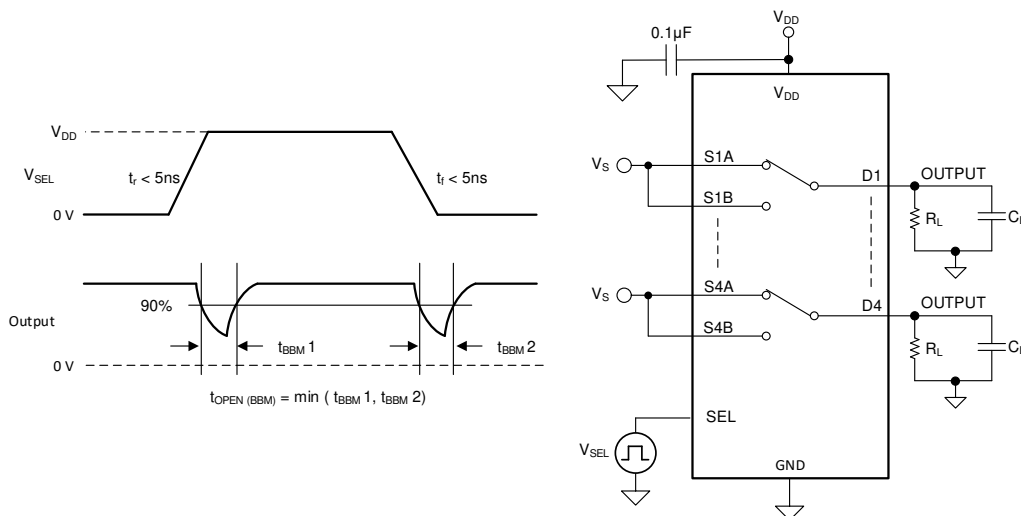 V_DD
V_SEL
t_r < 5ns
t_f < 5ns
0 V
90%
Output
t_BBM 1
t_BBM 2
0 V
t_OPEN (BBM) = min ( t_BBM 1, t_BBM 2)
V_DD
0.1µF
V_DD
V_S
S1A
D1
OUTPUT
S1B
R_L
V_S
S4A
D4
OUTPUT
S4B
R_L
SEL
V_SEL
GND